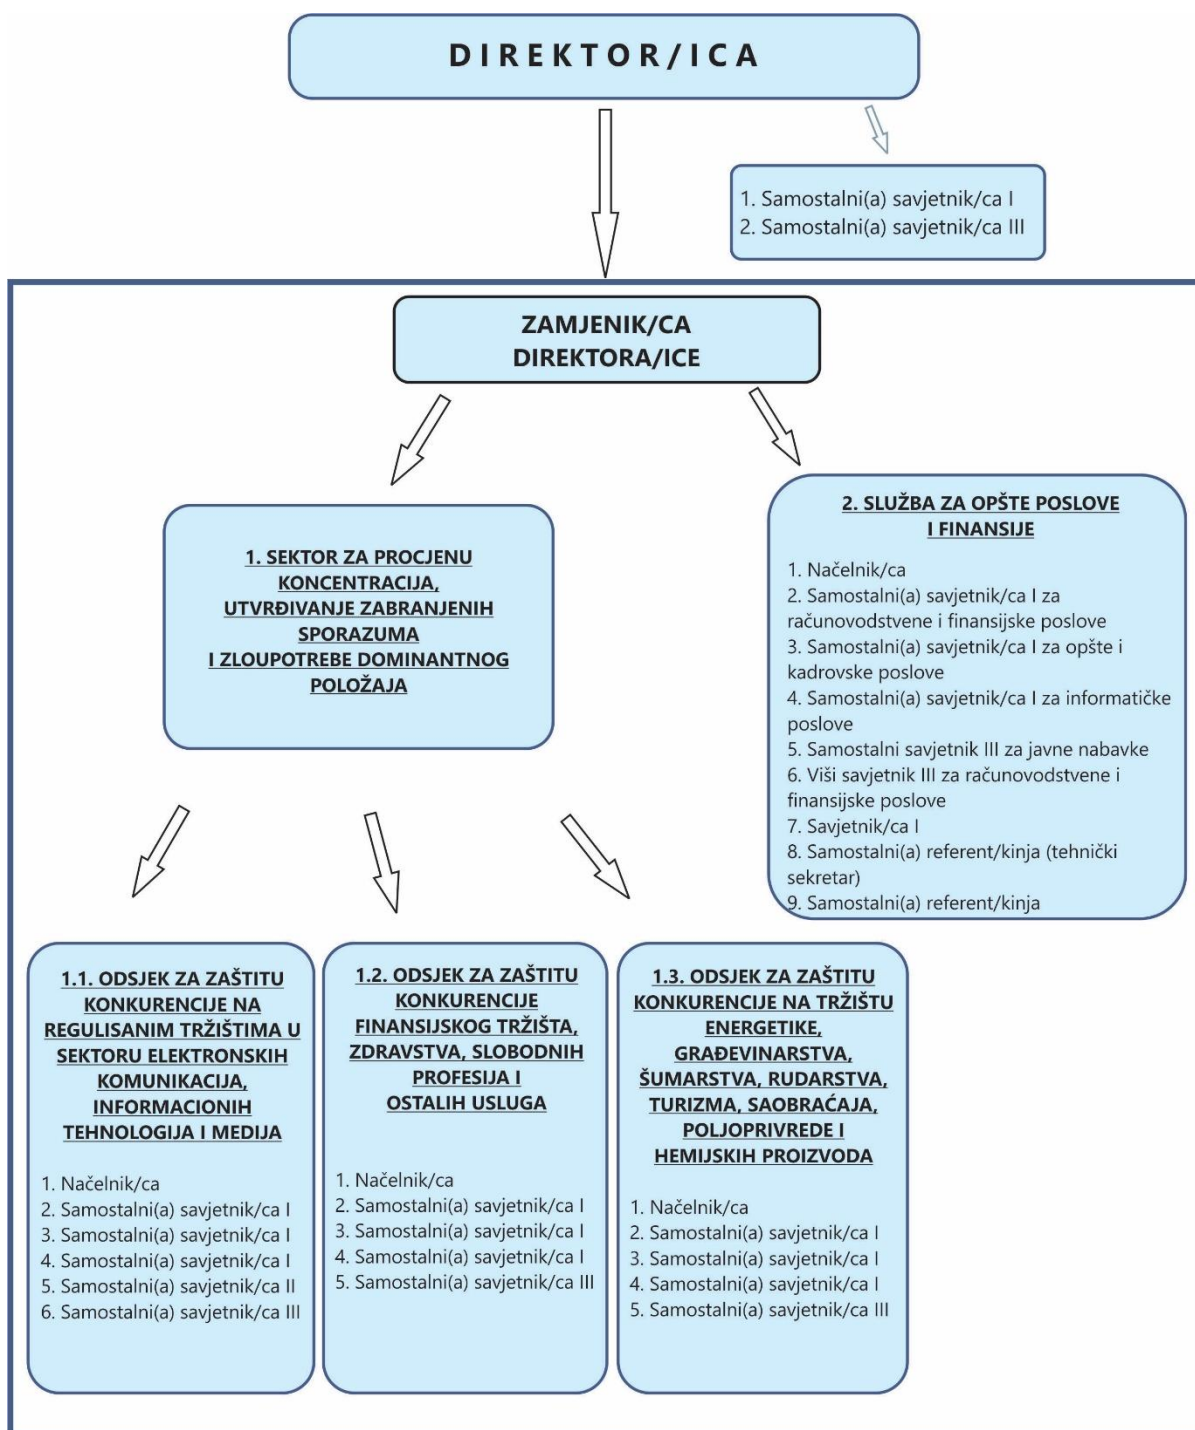 DIREKTOR/ICA
1. Samostalni(a) savjetnik/ca I
2. Samostalni(a) savjetnik/ca III
ZAMJENIK/CA
DIREKTORA/ICE
1. SEKTOR ZA PROCJENU
KONCENTRACIJA,
UTVRĐIVANJE ZABRANJENIH
SPORAZUMA
I ZLOUPOTREBE DOMINANTNOG
POLOŽAJA
2. SLUŽBA ZA OPŠTE POSLOVE
I FINANSIJE
1. Načelnik/ca
2. Samostalni(a) savjetnik/ca I za
računovodstvene i finansijske poslove
3. Samostalni(a) savjetnik/ca I za opšte i
kadrovske poslove
4. Samostalni(a) savjetnik/ca I za informatičke
poslove
5. Samostalni savjetnik III za javne nabavke
6. Viši savjetnik III za računovodstvene i
finansijske poslove
7. Savjetnik/ca I
8. Samostalni(a) referent/kinja (tehnički
sekretar)
9. Samostalni(a) referent/kinja
1.1. ODSJEK ZA ZAŠTITU
KONKURENCIJE NA
REGULISANIM TRŽIŠTIMA U
SEKTORU ELEKTRONSKIH
KOMUNIKACIJA,
INFORMACIONIH
TEHNOLOGIJA I MEDIJA
1. Načelnik/ca
2. Samostalni(a) savjetnik/ca I
3. Samostalni(a) savjetnik/ca I
4. Samostalni(a) savjetnik/ca I
5. Samostalni(a) savjetnik/ca II
6. Samostalni(a) savjetnik/ca III
1.2. ODSJEK ZA ZAŠTITU
KONKURENCIJE
FINANSIJSKOG TRŽIŠTA,
ZDRAVSTVA, SLOBODNIH
PROFESIJA I
OSTALIH USLUGA
1. Načelnik/ca
2. Samostalni(a) savjetnik/ca I
3. Samostalni(a) savjetnik/ca I
4. Samostalni(a) savjetnik/ca I
5. Samostalni(a) savjetnik/ca III
1.3. ODSJEK ZA ZAŠTITU
KONKURENCIJE NA TRŽIŠTU
ENERGETIKE,
GRAĐEVINARSTVA,
ŠUMARSTVA, RUDARSTVA,
TURIZMA, SAOBRAĆAJA,
POLJOPRIVREDE I
HEMIJSKIH PROIZVODA
1. Načelnik/ca
2. Samostalni(a) savjetnik/ca I
3. Samostalni(a) savjetnik/ca I
4. Samostalni(a) savjetnik/ca I
5. Samostalni(a) savjetnik/ca III